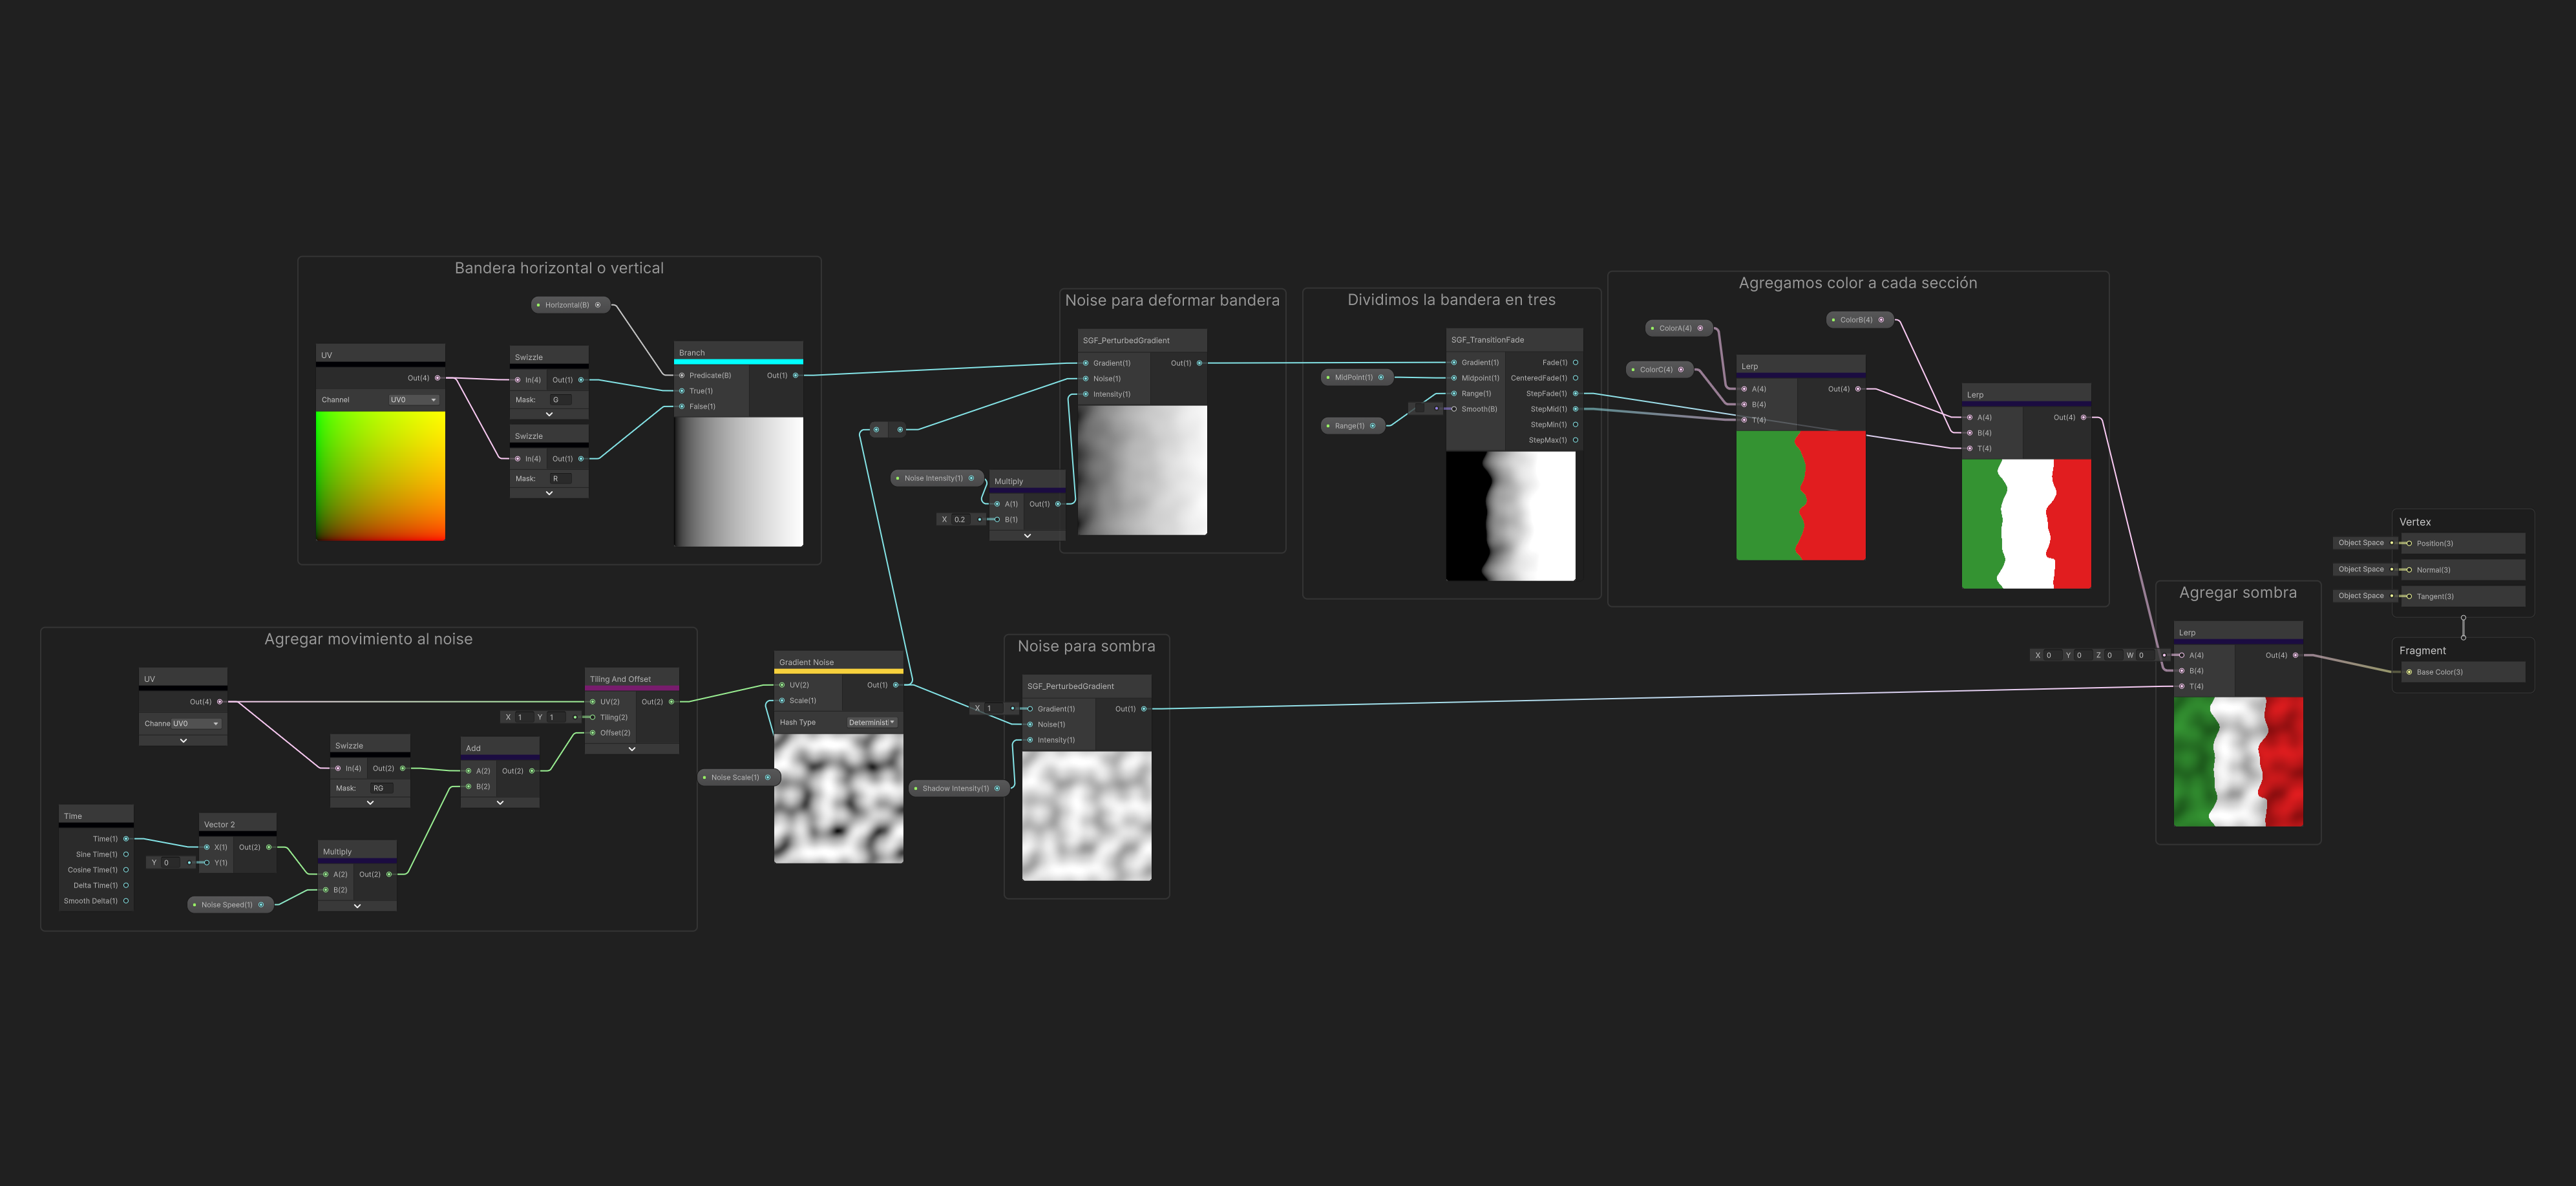 Bandera horizontal o vertical
Horizontal(B)
UV
Out(4)
Channel UV0
Swizzle
In(4) Out(1)
Mask: G
Swizzle
In(4) Out(1)
Mask: R
Branch
Predicate(B) Out(1)
True(1)
False(1)
Noise para deformar bandera
SGF_PerturbedGradient
Gradient(1) Out(1)
Noise(1)
Intensity(1)
Noise Intensity(1)
Multiply
A(1) Out(1)
X 0.2 B(1)
Dividimos la bandera en tres
SGF_TransitionFade
Gradient(1) Fade(1)
MidPoint(1) Midpoint(1) CenteredFade(1)
Range(1) StepFade(1)
Smooth(B) StepMid(1)
Range(1) StepMin(1)
StepMax(1)
Agregamos color a cada sección
ColorA(4)
ColorB(4)
ColorC(4)
Lerp
A(4) Out(4)
B(4)
T(4)
Lerp
A(4) Out(4)
B(4)
T(4)
Agregar movimiento al noise
UV
Out(4)
Channe UV0
Tiling And Offset
UV(2) Out(2)
X 1 Y 1 Tiling(2)
Offset(2)
Swizzle
In(4) Out(2)
Mask: RG
Add
A(2) Out(2)
B(2)
Time
Time(1)
Sine Time(1)
Cosine Time(1)
Delta Time(1)
Smooth Delta(1)
Vector 2
X(1) Out(2)
Y 0 Y(1)
Multiply
A(2) Out(2)
B(2)
Noise Speed(1)
Gradient Noise
UV(2) Out(1)
Scale(1)
Hash Type Determinist
Noise Scale(1)
Noise para sombra
SGF_PerturbedGradient
X 1 Gradient(1) Out(1)
Noise(1)
Intensity(1)
Shadow Intensity(1)
Agregar sombra
Lerp
X 0 Y 0 Z 0 W 0 A(4) Out(4)
B(4)
T(4)
Vertex
Object Space Position(3)
Object Space Normal(3)
Object Space Tangent(3)
Fragment
Base Color(3)